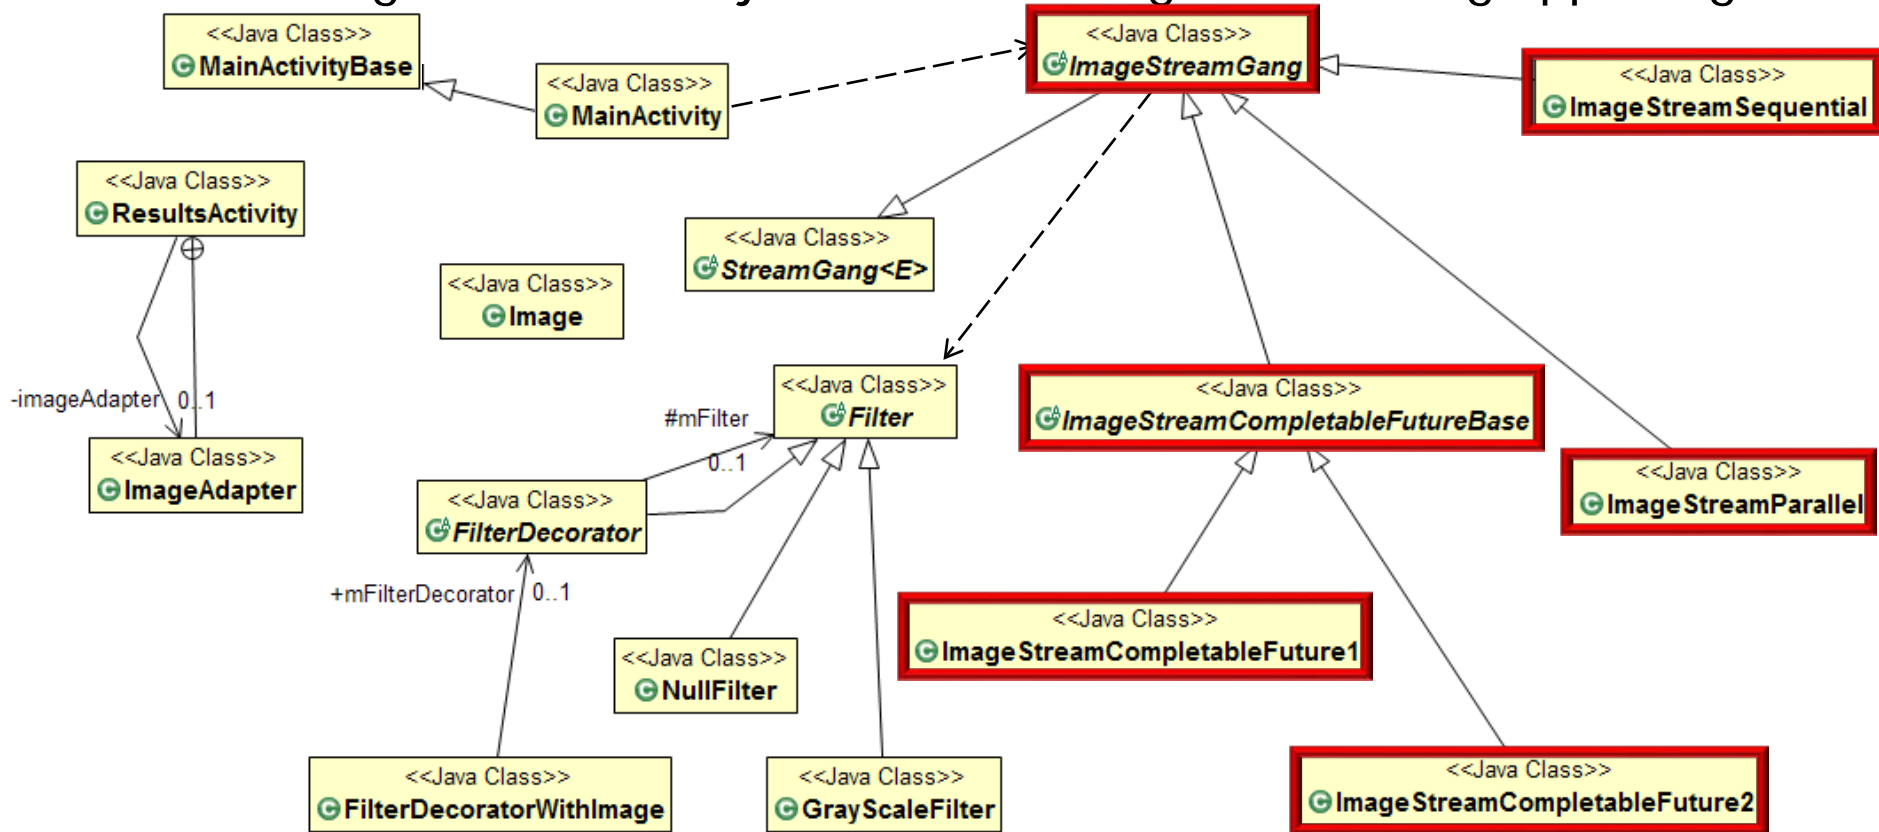 <<Java Class>>
MainActivityBase
<<Java Class>>
MainActivity
<<Java Class>>
ImageStreamGang
<<Java Class>>
ImageStreamSequential
<<Java Class>>
ResultsActivity
<<Java Class>>
StreamGang<E>
<<Java Class>>
Image
-imageAdapter 0..1
<<Java Class>>
ImageAdapter
<<Java Class>>
Filter
#mFilter
0..1
<<Java Class>>
ImageStreamCompletableFutureBase
<<Java Class>>
ImageStreamParallel
<<Java Class>>
FilterDecorator
+mFilterDecorator 0..1
<<Java Class>>
ImageStreamCompletableFuture1
<<Java Class>>
NullFilter
<<Java Class>>
FilterDecoratorWithImage
<<Java Class>>
GrayScaleFilter
<<Java Class>>
ImageStreamCompletableFuture2